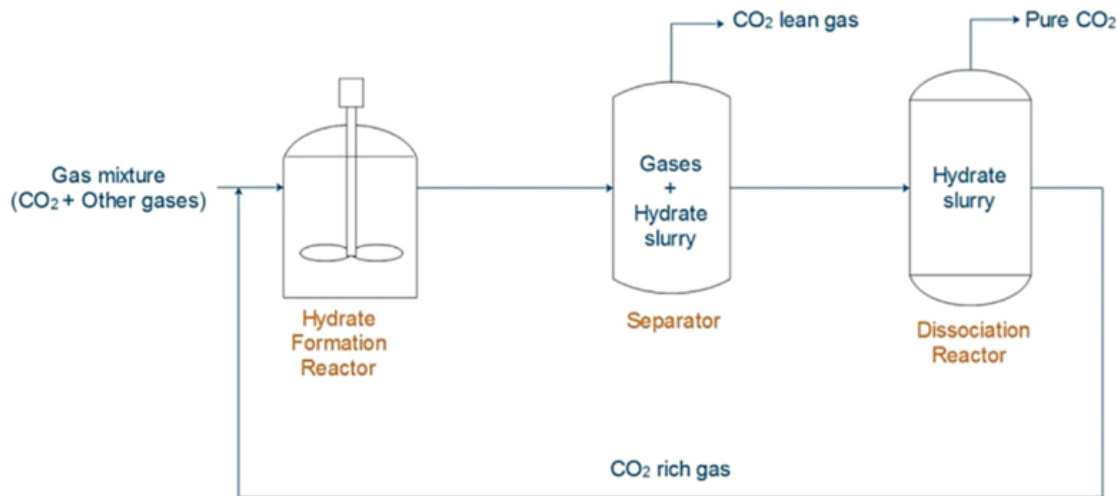 CO₂ lean gas
Pure CO₂
Gas mixture
(CO₂ + Other gases)
Gases
+
Hydrate
slurry
Hydrate
slurry
Hydrate
Formation
Reactor
Separator
Dissociation
Reactor
CO₂ rich gas